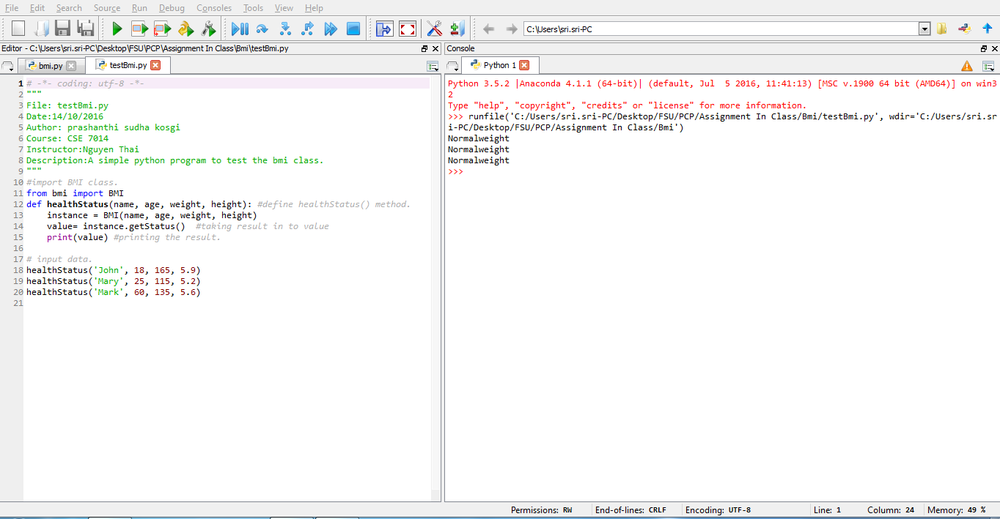 File Edit Search Source Run Debug Consoles Tools View Help
C:\Users\sri.sri-PC
Editor - C:\Users\sri.sri-PC\Desktop\FSU\PCP\Assignment In Class\Bmi\testBmi.py
bmi.py testBmi.py
1 # -*- coding: utf-8 -*-
2 """
3 File: testBmi.py
4 Date:14/10/2016
5 Author: prashanthi sudha kosgi
6 Course: CSE 7014
7 Instructor:Nguyen Thai
8 Description:A simple python program to test the bmi class.
9 """
10 #import BMI class.
11 from bmi import BMI
12 def healthStatus(name, age, weight, height): #define healthStatus() method.
13     instance = BMI(name, age, weight, height)
14     value= instance.getStatus()  #taking result in to value
15     print(value) #printing the result.
16
17 # input data.
18 healthStatus('John', 18, 165, 5.9)
19 healthStatus('Mary', 25, 115, 5.2)
20 healthStatus('Mark', 60, 135, 5.6)
21
Console
Python 1
Python 3.5.2 |Anaconda 4.1.1 (64-bit)| (default, Jul  5 2016, 11:41:13) [MSC v.1900 64 bit (AMD64)] on win3
2
Type "help", "copyright", "credits" or "license" for more information.
>>> runfile('C:/Users/sri.sri-PC/Desktop/FSU/PCP/Assignment In Class/Bmi/testBmi.py', wdir='C:/Users/sri.sr
i-PC/Desktop/FSU/PCP/Assignment In Class/Bmi')
Normalweight
Normalweight
Normalweight
>>>
Permissions: RW End-of-lines: CRLF Encoding: UTF-8 Line: 1 Column: 24 Memory: 49 %